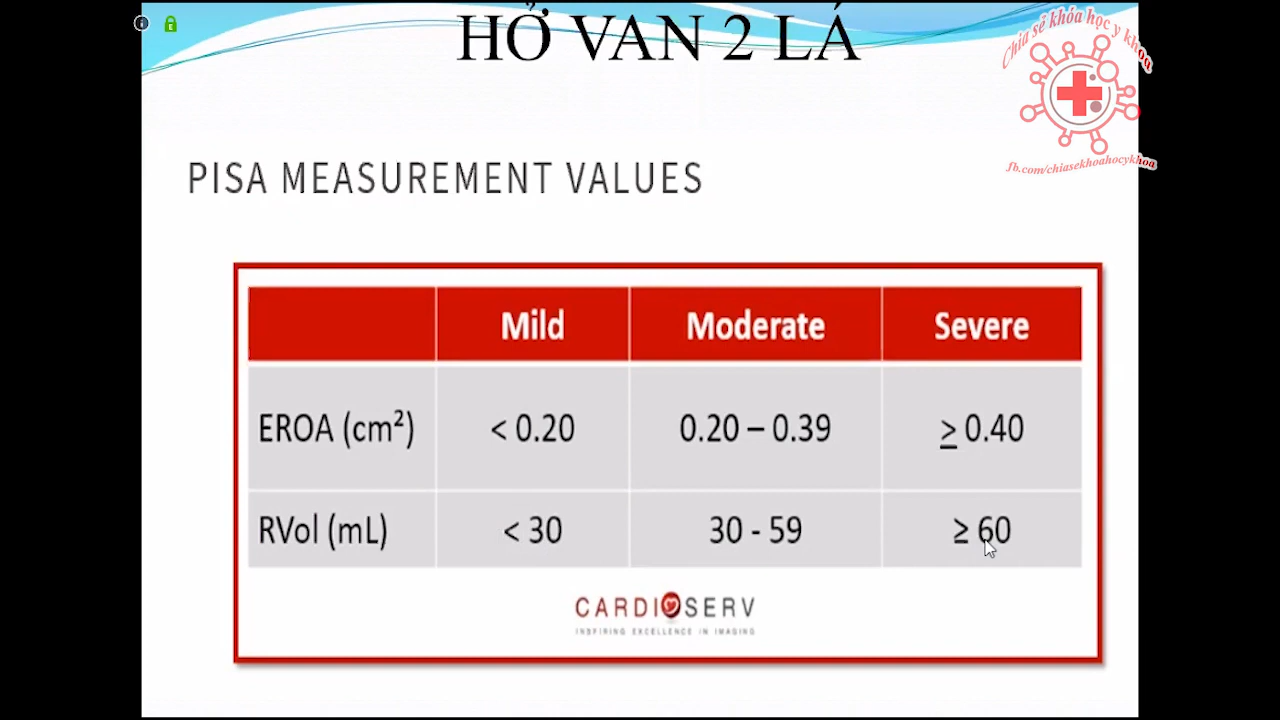 HỞ VAN 2 LÁ
Chia sẻ khóa học y khoa
fb.com/chiasekhoahocykhoa
PISA MEASUREMENT VALUES
Mild Moderate Severe
EROA (cm²) < 0.20 0.20 – 0.39 ≥ 0.40
RVol (mL) < 30 30 - 59 ≥ 60
CARDIOSERV
INSPIRING EXCELLENCE IN IMAGING